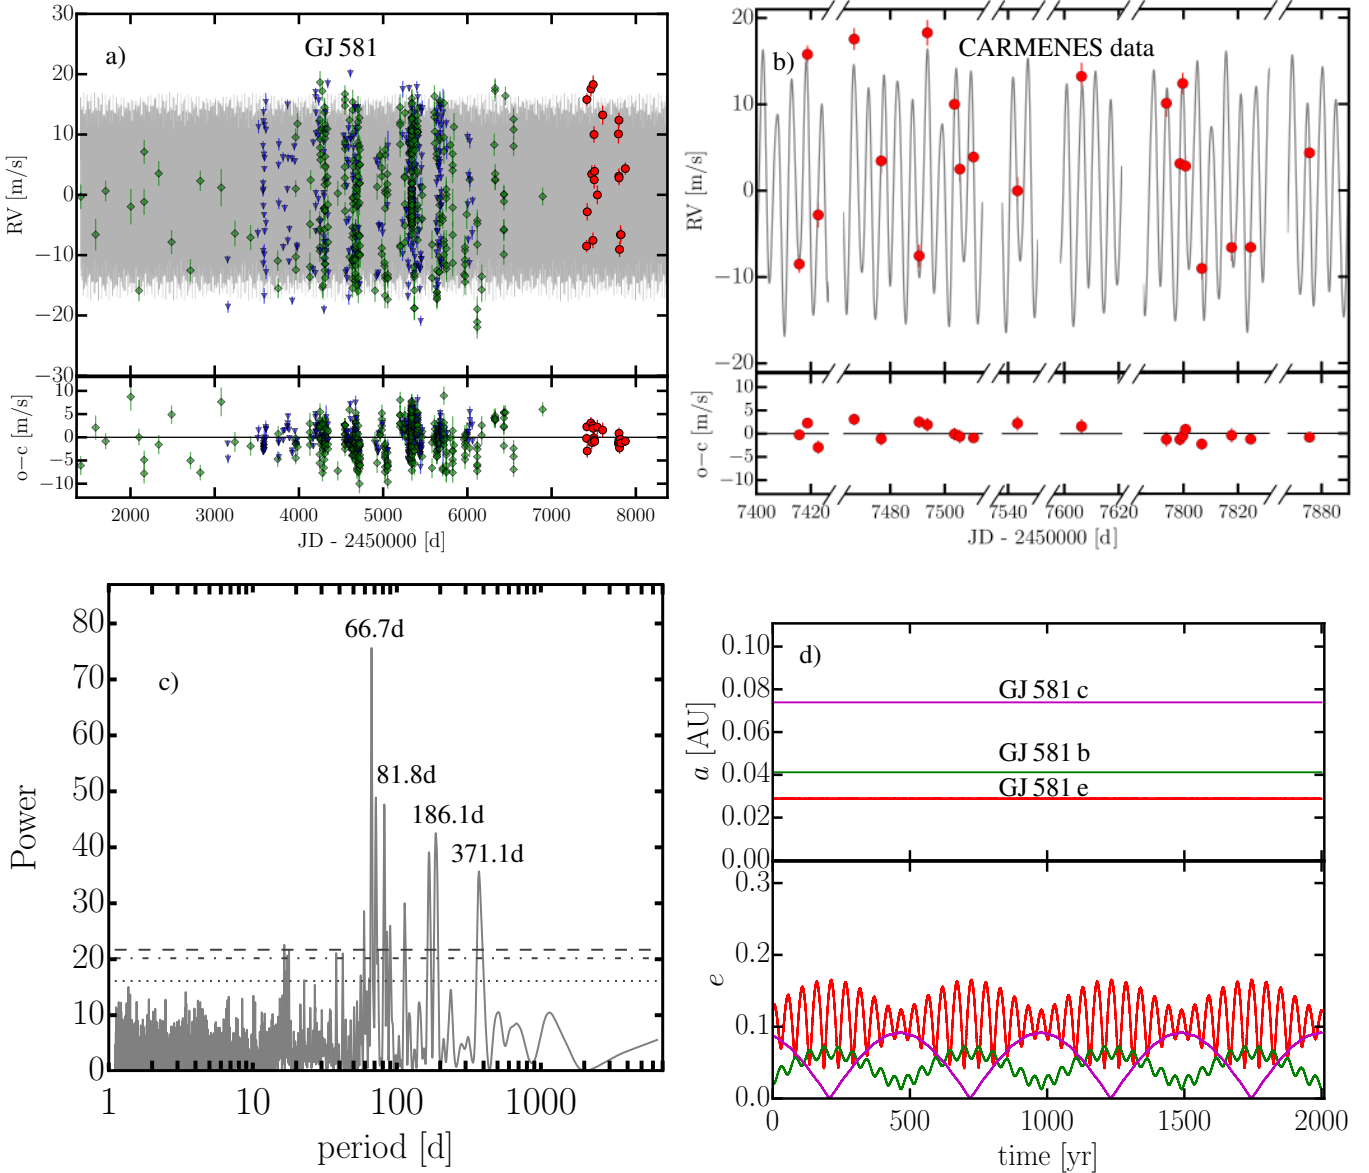 a)
GJ 581
30
20
10
0
−10
−20
−30
RV [m/s]
10
5
0
−5
−10
o−c [m/s]
2000 3000 4000 5000 6000 7000 8000
JD - 2450000 [d]
b)
CARMENES data
20
10
0
−10
−20
RV [m/s]
10
5
0
−5
−10
o−c [m/s]
7400 7420 7480 7500 7540 7600 7620 7800 7820 7880
JD - 2450000 [d]
c)
66.7d
81.8d
186.1d
371.1d
80
70
60
50
40
30
20
10
0
Power
1 10 100 1000
period [d]
d)
GJ 581 c
GJ 581 b
GJ 581 e
0.10
0.08
0.06
0.04
0.02
0.00
a [AU]
0.3
0.2
0.1
0.0
e
0 500 1000 1500 2000
time [yr]